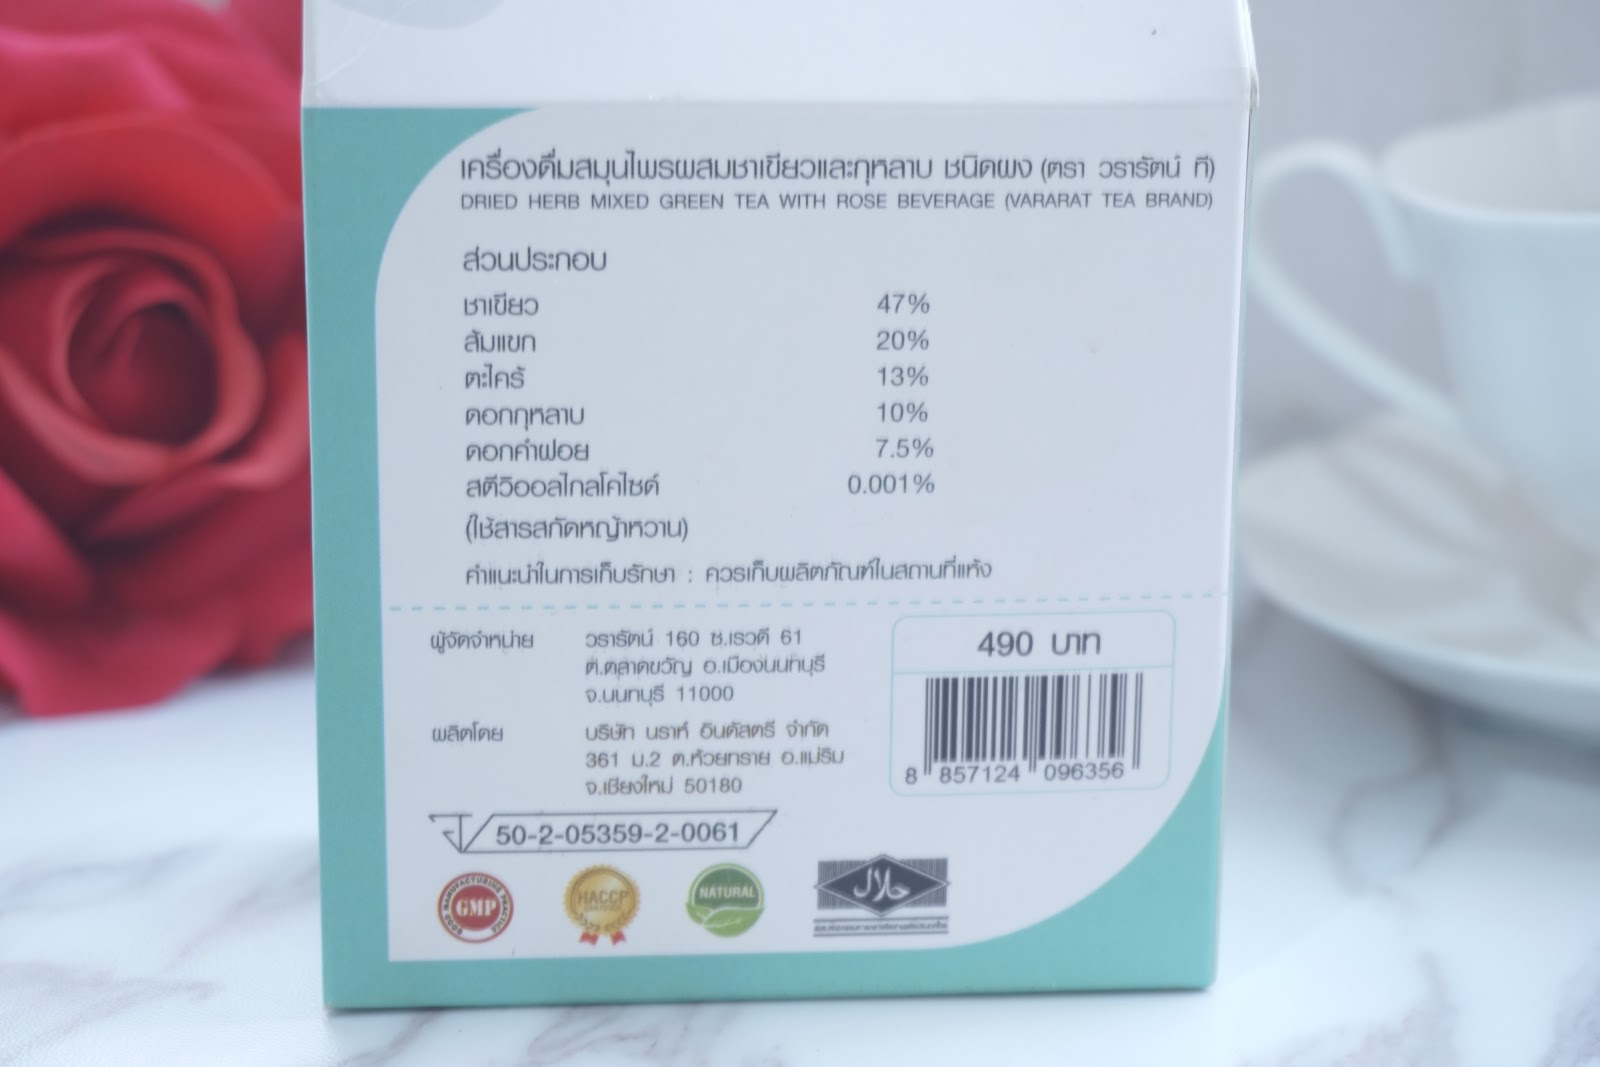 เครื่องดื่มสมุนไพรผสมชาเขียวและกุหลาบ ชนิดผง (ตรา วรารัตน์ ที)
DRIED HERB MIXED GREEN TEA WITH ROSE BEVERAGE (VARARAT TEA BRAND)
ส่วนประกอบ
ชาเขียว 47%
ส้มแขก 20%
ตะไคร้ 13%
ดอกกุหลาบ 10%
ดอกคำฝอย 7.5%
สตีวิออลไกลโคไซด์ 0.001%
(ใช้สารสกัดหญ้าหวาน)
คำแนะนำในการเก็บรักษา : ควรเก็บผลิตภัณฑ์ในสถานที่แห้ง
ผู้จัดจำหน่าย วรารัตน์ 160 ซ.เรวดี 61
ต.ตลาดขวัญ อ.เมืองนนทบุรี
จ.นนทบุรี 11000
ผลิตโดย บริษัท นราห์ อินดัสตรี จำกัด
361 ม.2 ต.ห้วยทราย อ.แม่ริม
จ.เชียงใหม่ 50180
490 บาท
8 857124 096356
50-2-05359-2-0061
GOOD MANUFACTURING PRACTICE
GMP
HACCP
CERTIFIED
NATURAL
حلال